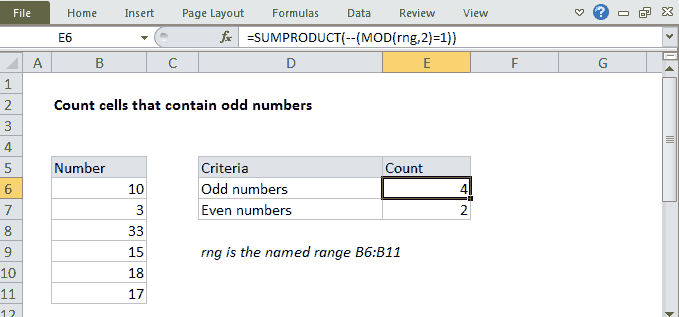 File Home Insert Page Layout Formulas Data Review View
E6 fx =SUMPRODUCT(--(MOD(rng,2)=1))
A B C D E F G
1
2 Count cells that contain odd numbers
3
4
5 Number Criteria Count
6 10 Odd numbers 4
7 3 Even numbers 2
8 33
9 15 rng is the named range B6:B11
10 18
11 17
12